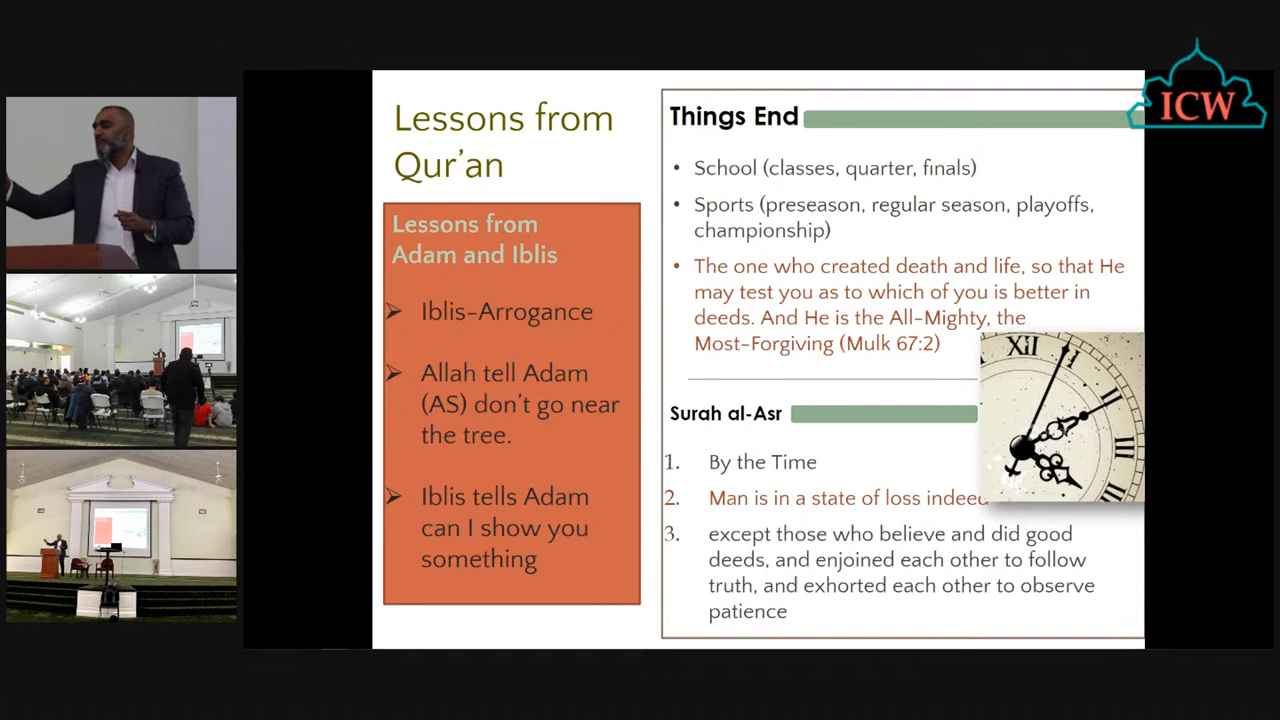 Lessons from
Qur’an
Lessons from
Adam and Iblis
Iblis-Arrogance
Allah tell Adam
(AS) don’t go near
the tree.
Iblis tells Adam
can I show you
something
Things End
• School (classes, quarter, finals)
• Sports (preseason, regular season, playoffs,
championship)
• The one who created death and life, so that He
may test you as to which of you is better in
deeds. And He is the All-Mighty, the
Most-Forgiving (Mulk 67:2)
Surah al-Asr
1. By the Time
2. Man is in a state of loss indeed
3. except those who believe and did good
deeds, and enjoined each other to follow
truth, and exhorted each other to observe
patience
ICW
XII
I
II
III
IIII